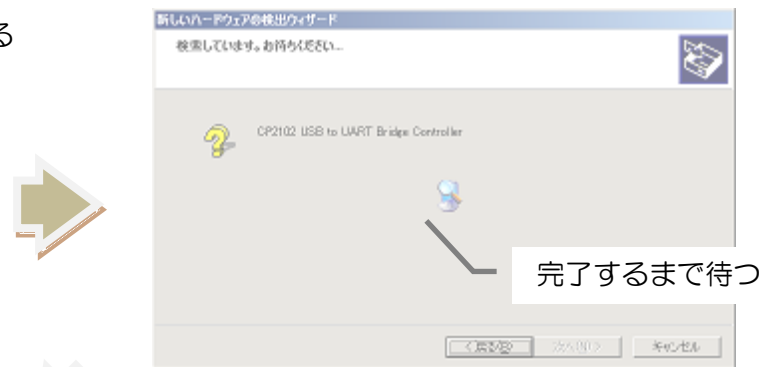 る
新しいハードウェアの検出ウィザード
検索しています。お待ちください...
CP2102 USB to UART Bridge Controller
完了するまで待つ
< 戻る(B)
次へ(N) >
キャンセル